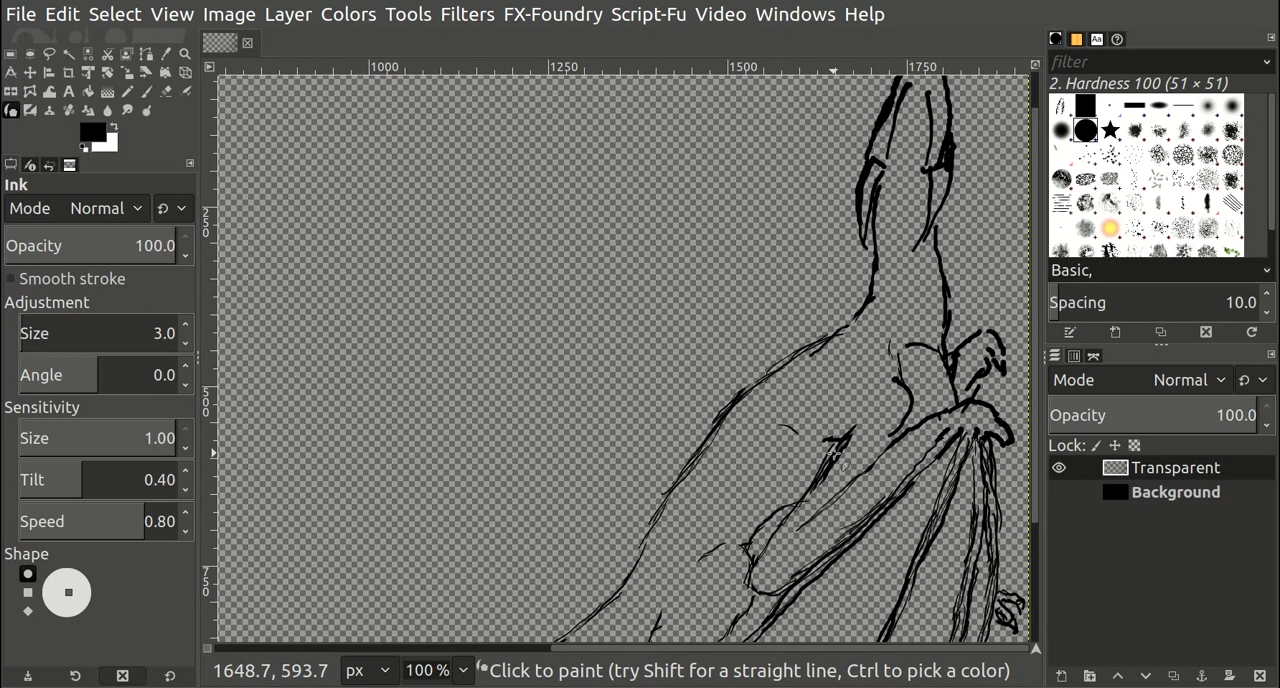 File Edit Select View Image Layer Colors Tools Filters FX-Foundry Script-Fu Video Windows Help
1000 1250 1500 1750
250
500
750
Ink
Mode Normal
Opacity 100.0
Smooth stroke
Adjustment
Size 3.0
Angle 0.0
Sensitivity
Size 1.00
Tilt 0.40
Speed 0.80
Shape
1648.7, 593.7 px 100 % Click to paint (try Shift for a straight line, Ctrl to pick a color)
Aa
filter
2. Hardness 100 (51 × 51)
Basic,
Spacing 10.0
Mode Normal
Opacity 100.0
Lock:
Transparent
Background